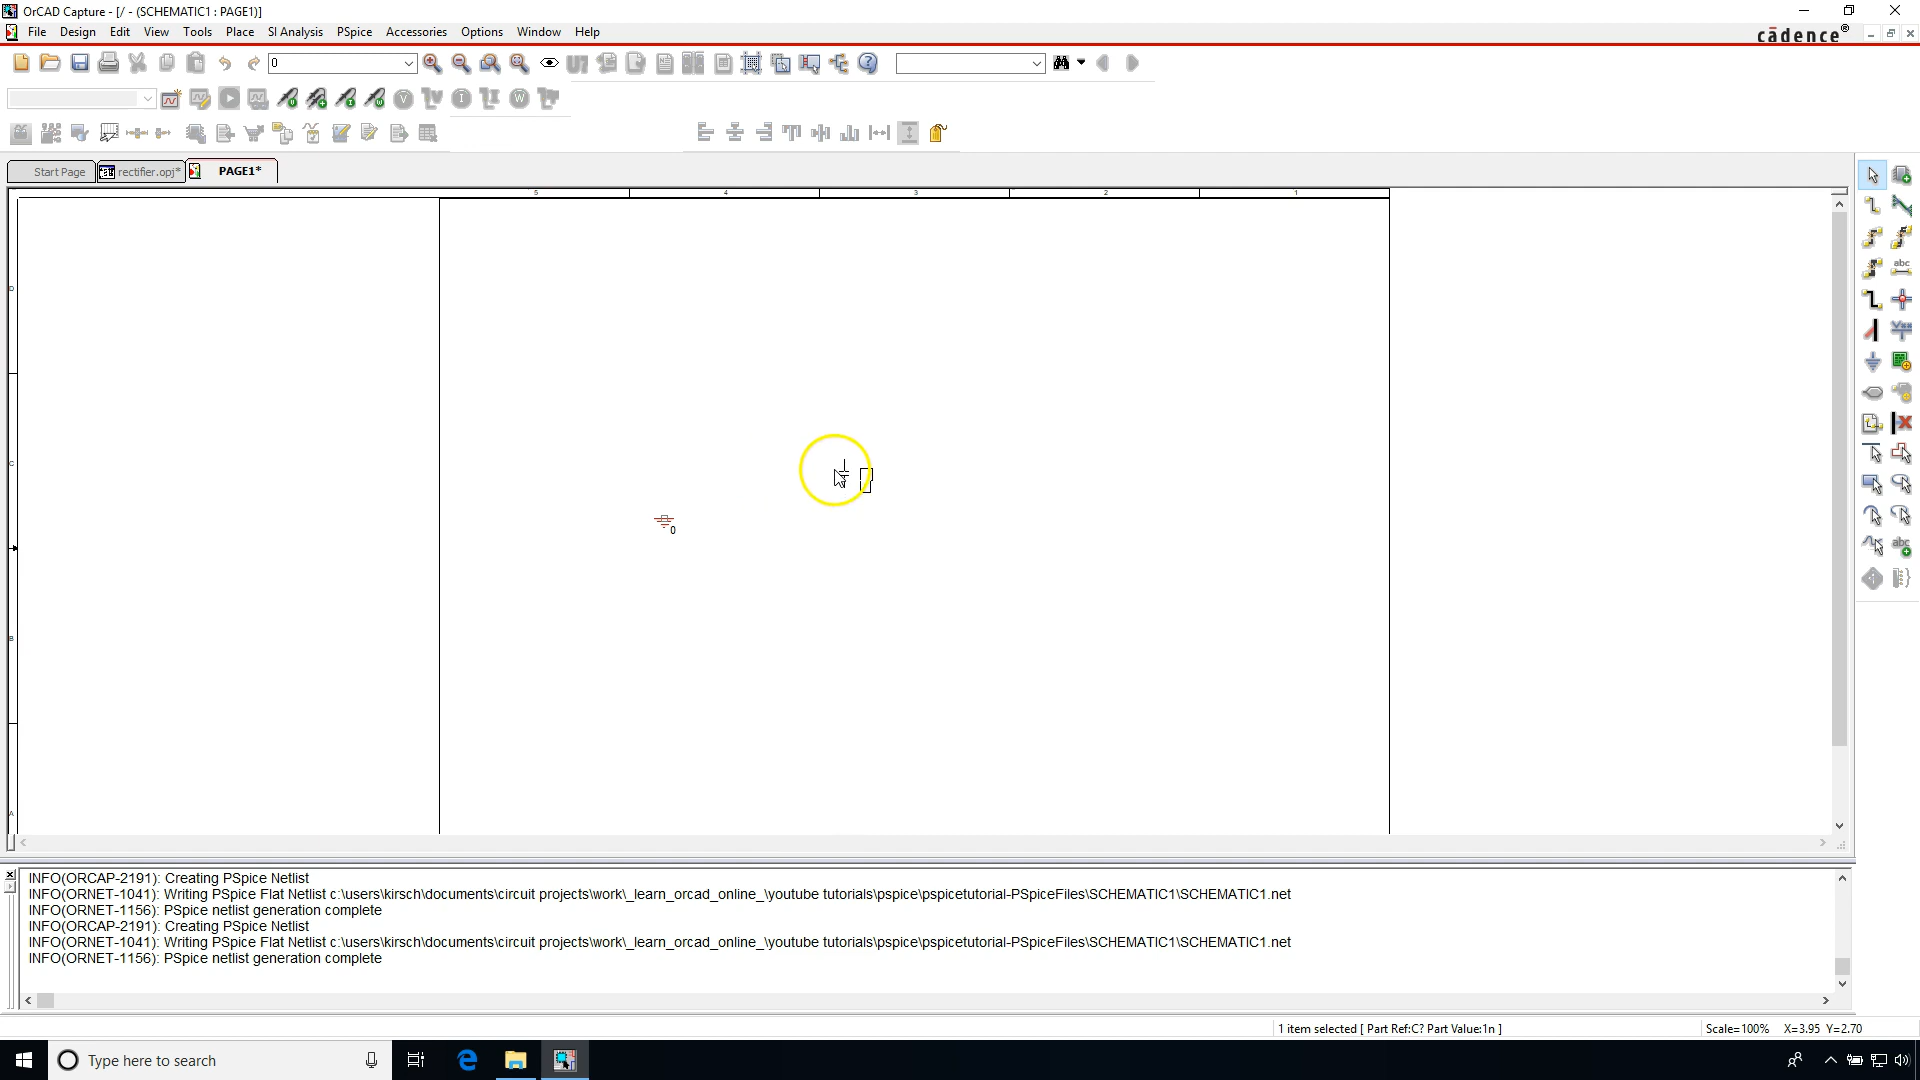 OrCAD Capture - [/ - (SCHEMATIC1 : PAGE1)]
File Design Edit View Tools Place SI Analysis PSpice Accessories Options Window Help
cādence®
0
U?
V
I
W
Start Page
rectifier.opj*
PAGE1*
5 4 3 2 1
D
C
B
A
0
abc
abc
INFO(ORCAP-2191): Creating PSpice Netlist
INFO(ORNET-1041): Writing PSpice Flat Netlist c:\users\kirsch\documents\circuit projects\work\_learn_orcad_online_\youtube tutorials\pspice\pspicetutorial-PSpiceFiles\SCHEMATIC1\SCHEMATIC1.net
INFO(ORNET-1156): PSpice netlist generation complete
INFO(ORCAP-2191): Creating PSpice Netlist
INFO(ORNET-1041): Writing PSpice Flat Netlist c:\users\kirsch\documents\circuit projects\work\_learn_orcad_online_\youtube tutorials\pspice\pspicetutorial-PSpiceFiles\SCHEMATIC1\SCHEMATIC1.net
INFO(ORNET-1156): PSpice netlist generation complete
1 item selected [ Part Ref:C? Part Value:1n ]
Scale=100% X=3.95 Y=2.70
Type here to search